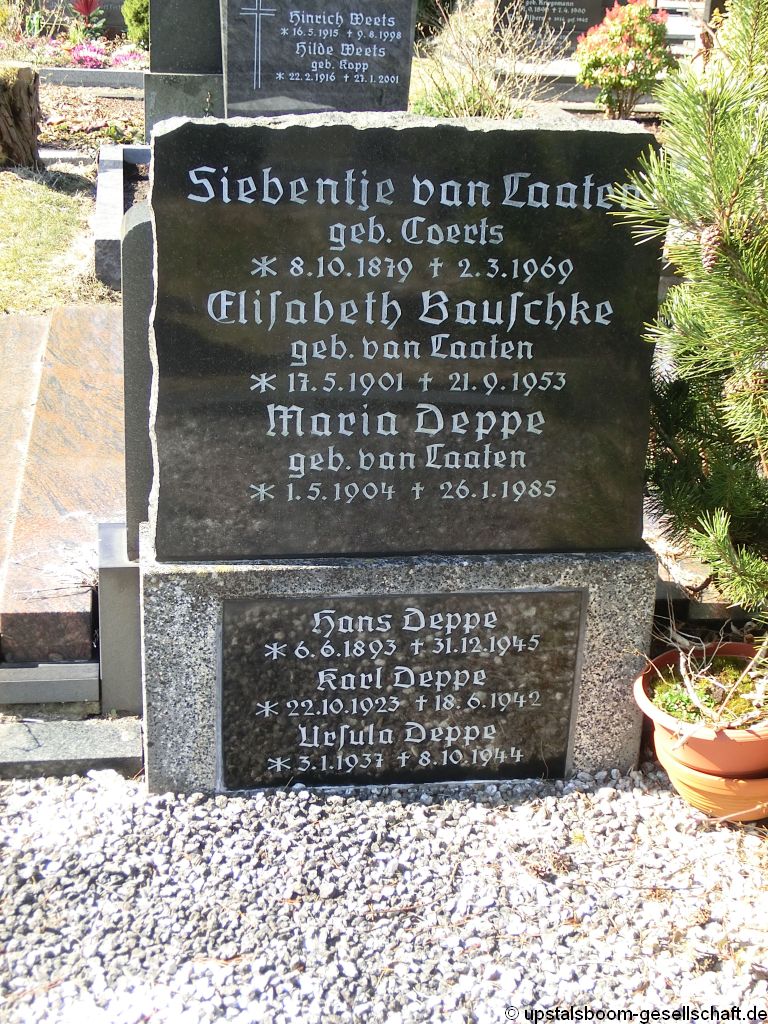 Hinrich Weets
* 16.5.1915 † 9.8.1998
Hilde Weets
geb. Kopp
* 22.2.1916 † 27.1.2001
Siebentje van Laaten
geb. Coerts
* 8.10.1879 † 2.3.1969
Eliſabeth Bauſchke
geb. van Laaten
* 17.5.1901 † 21.9.1953
Maria Deppe
geb. van Laaten
* 1.5.1904 † 26.1.1985
Hans Deppe
* 6.6.1893 † 31.12.1945
Karl Deppe
* 22.10.1923 † 18.6.1942
Urſula Deppe
* 3.1.1937 † 8.10.1944
© upstalsboom-gesellschaft.de